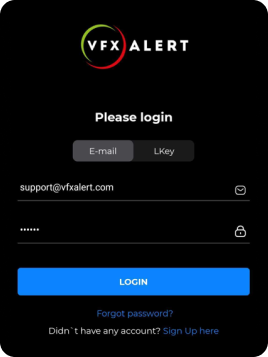 VFX ALERT
Please login
E-mail LKey
support@vfxalert.com
••••••
LOGIN
Forgot password?
Didn`t have any account? Sign Up here